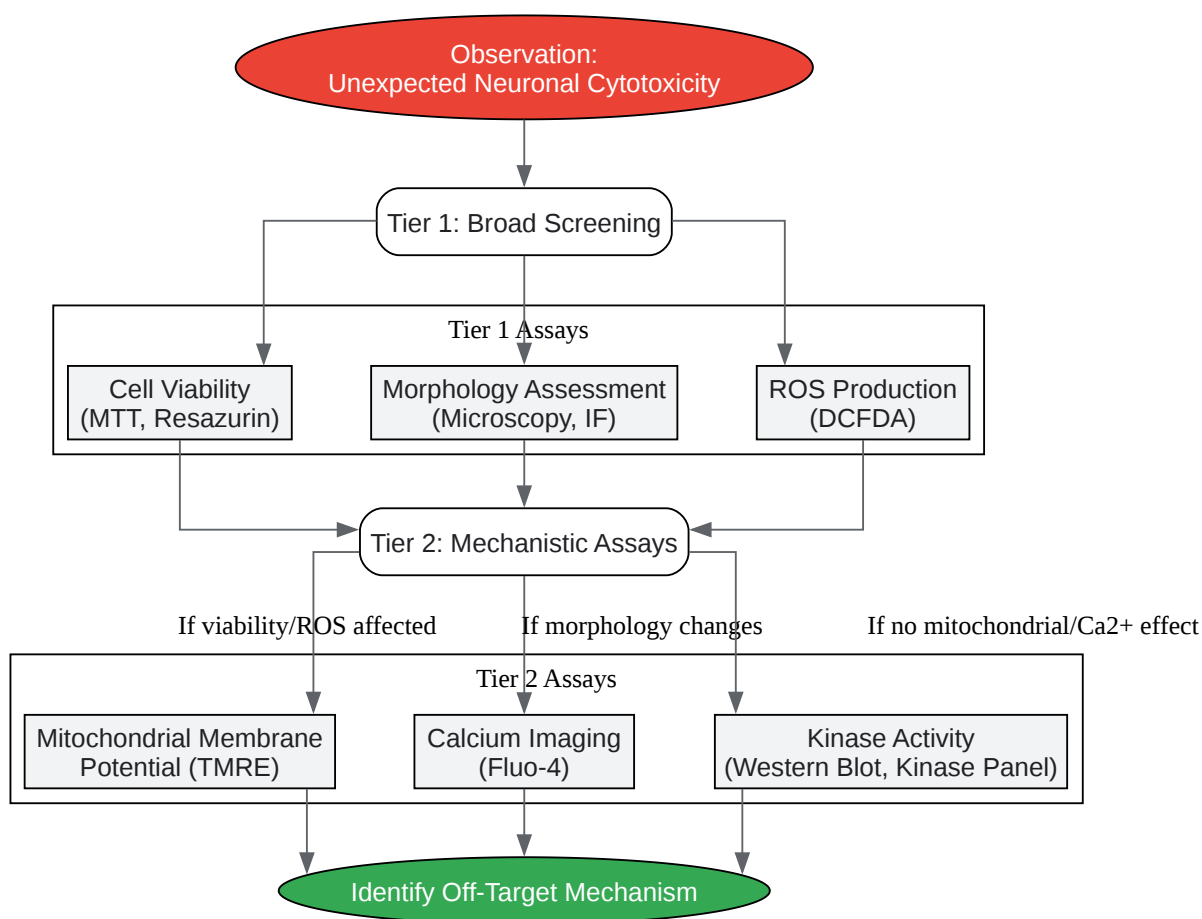 Observation:
Unexpected Neuronal Cytotoxicity
Tier 1: Broad Screening
Tier 1 Assays
Cell Viability
(MTT, Resazurin)
Morphology Assessment
(Microscopy, IF)
ROS Production
(DCFDA)
Tier 2: Mechanistic Assays
If viability/ROS affected
If morphology changes
If no mitochondrial/Ca2+ effect
Tier 2 Assays
Mitochondrial Membrane
Potential (TMRE)
Calcium Imaging
(Fluo-4)
Kinase Activity
(Western Blot, Kinase Panel)
Identify Off-Target Mechanism